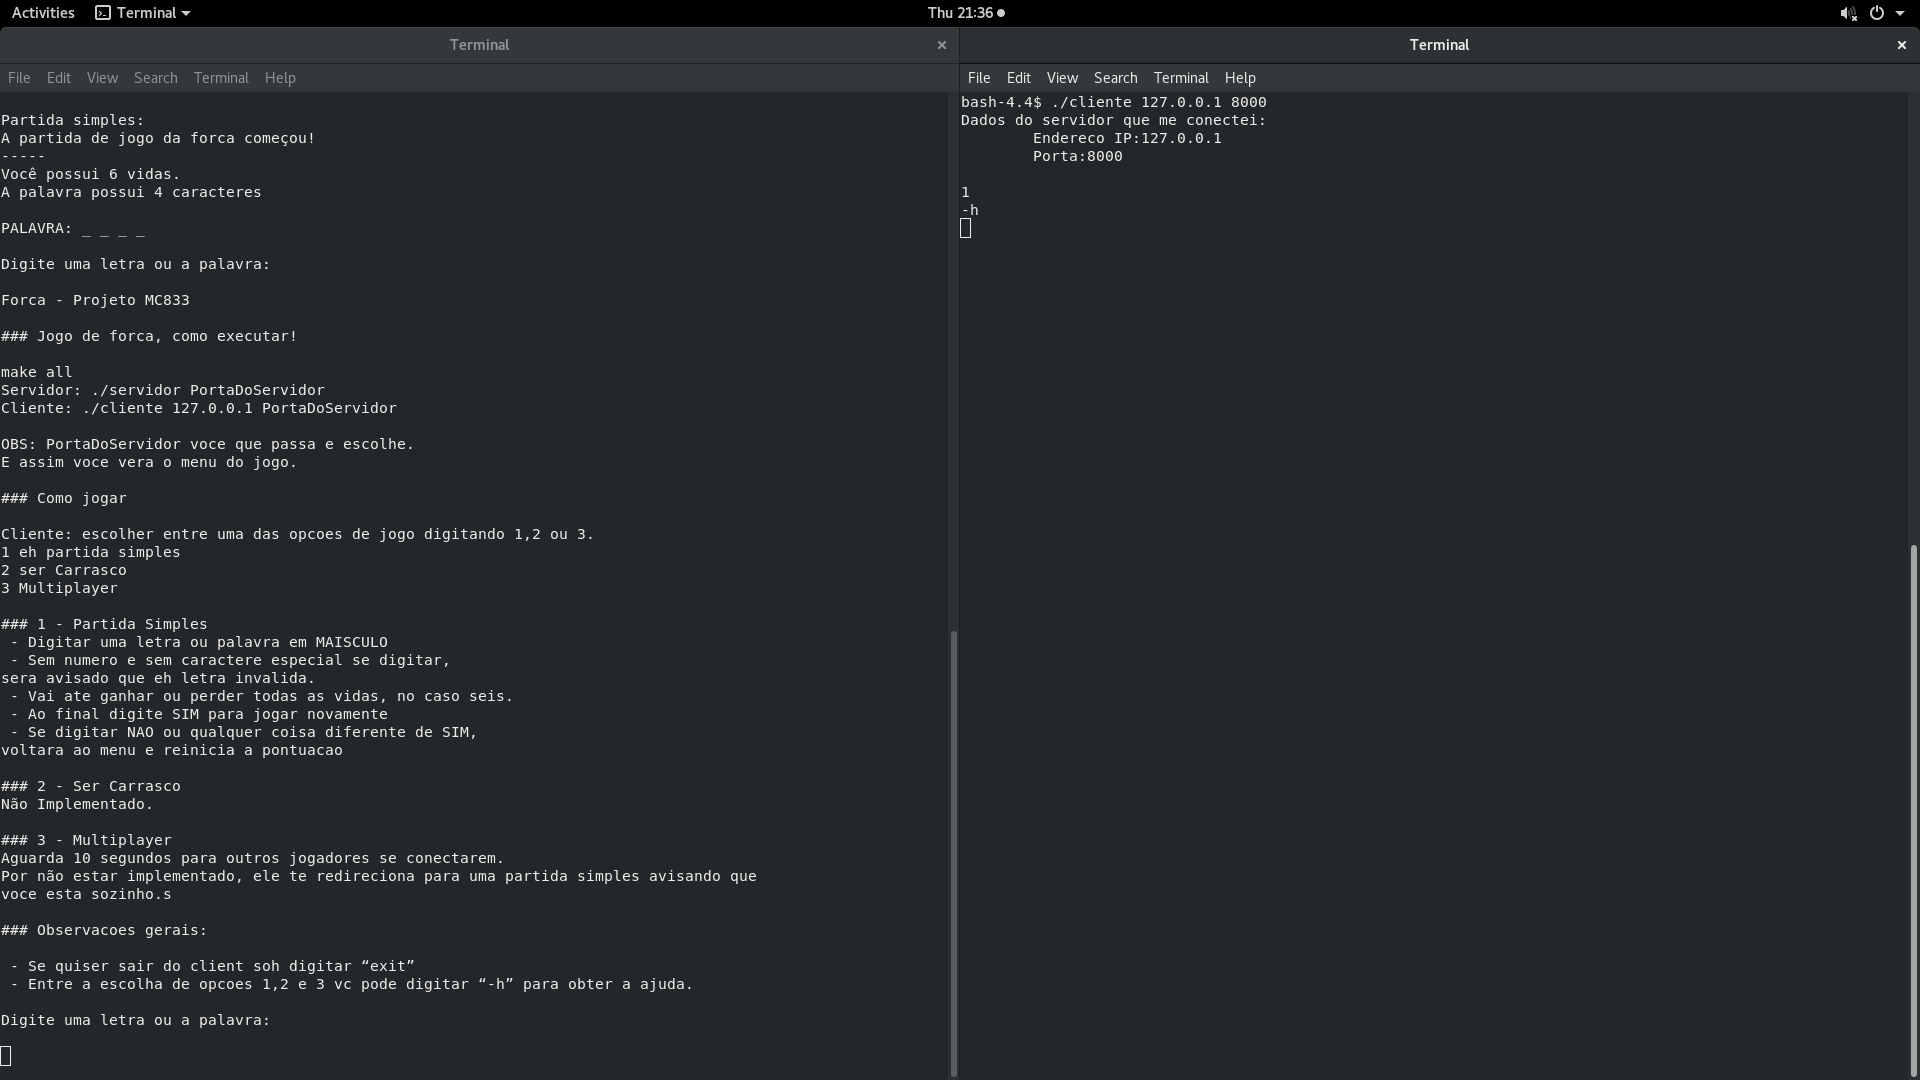 Activities Terminal Thu 21:36
Terminal
File Edit View Search Terminal Help
Partida simples:
A partida de jogo da forca começou!
-----
Você possui 6 vidas.
A palavra possui 4 caracteres
PALAVRA: _ _ _ _
Digite uma letra ou a palavra:
Forca - Projeto MC833
### Jogo de forca, como executar!
make all
Servidor: ./servidor PortaDoServidor
Cliente: ./cliente 127.0.0.1 PortaDoServidor
OBS: PortaDoServidor voce que passa e escolhe.
E assim voce vera o menu do jogo.
### Como jogar
Cliente: escolher entre uma das opcoes de jogo digitando 1,2 ou 3.
1 eh partida simples
2 ser Carrasco
3 Multiplayer
### 1 - Partida Simples
 - Digitar uma letra ou palavra em MAISCULO
 - Sem numero e sem caractere especial se digitar,
sera avisado que eh letra invalida.
 - Vai ate ganhar ou perder todas as vidas, no caso seis.
 - Ao final digite SIM para jogar novamente
 - Se digitar NAO ou qualquer coisa diferente de SIM,
voltara ao menu e reinicia a pontuacao
### 2 - Ser Carrasco
Não Implementado.
### 3 - Multiplayer
Aguarda 10 segundos para outros jogadores se conectarem.
Por não estar implementado, ele te redireciona para uma partida simples avisando que
voce esta sozinho.s
### Observacoes gerais:
 - Se quiser sair do client soh digitar “exit”
 - Entre a escolha de opcoes 1,2 e 3 vc pode digitar “-h” para obter a ajuda.
Digite uma letra ou a palavra:
Terminal
File Edit View Search Terminal Help
bash-4.4$ ./cliente 127.0.0.1 8000
Dados do servidor que me conectei:
Endereco IP:127.0.0.1
Porta:8000
1
-h